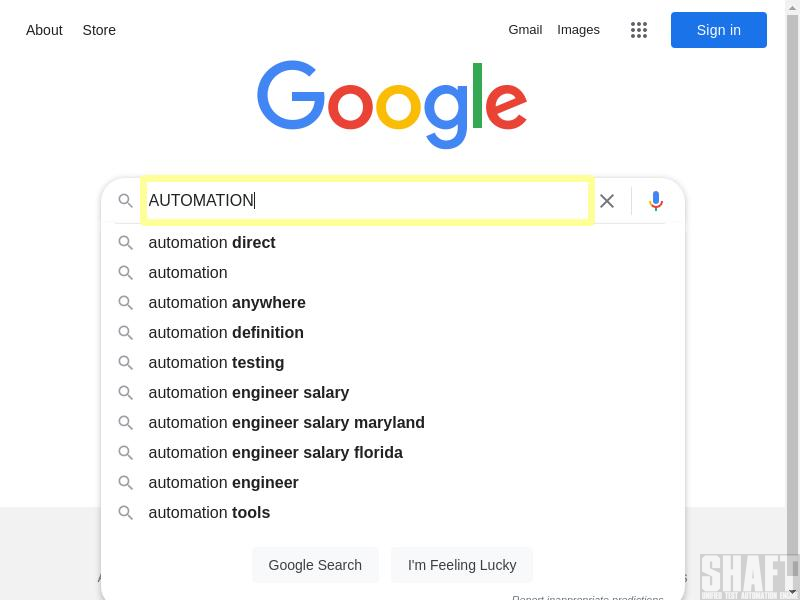 About Store Gmail Images Sign in
Google
AUTOMATION
automation direct
automation
automation anywhere
automation definition
automation testing
automation engineer salary
automation engineer salary maryland
automation engineer salary florida
automation engineer
automation tools
Google Search I'm Feeling Lucky
SHAFT
Report inappropriate predictions